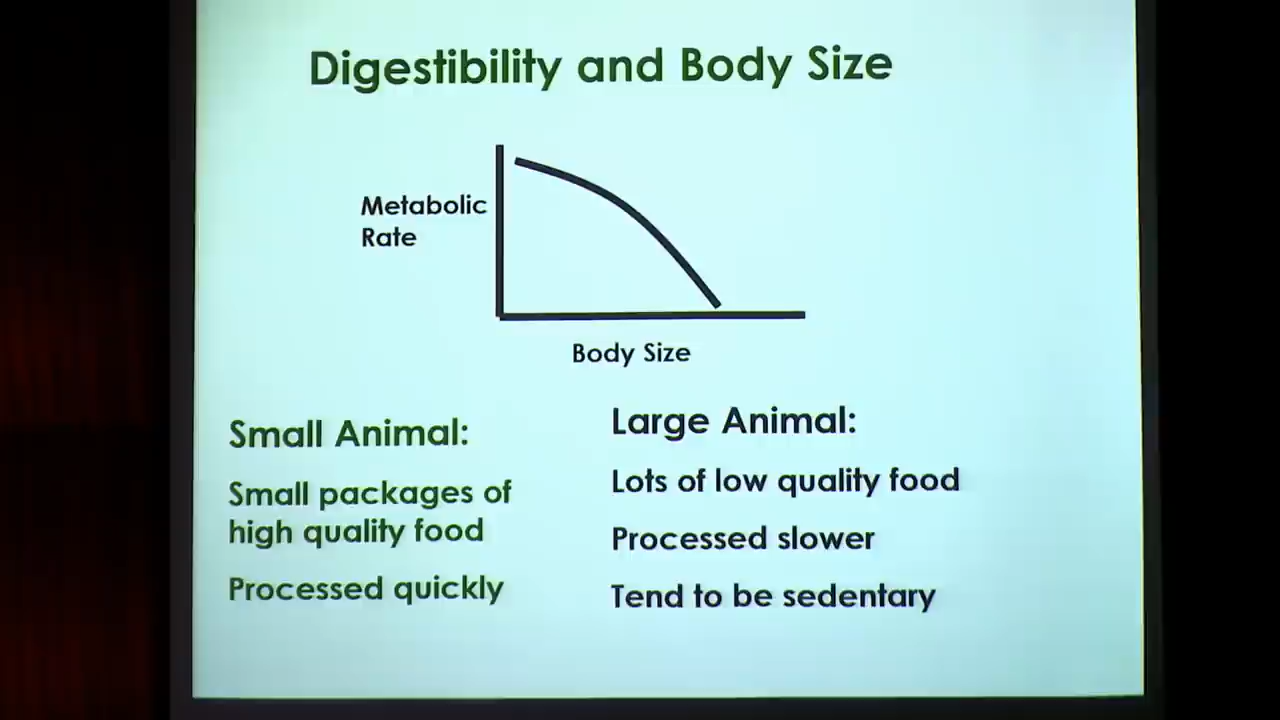 Digestibility and Body Size
Metabolic
Rate
Body Size
Small Animal:
Small packages of
high quality food
Processed quickly
Large Animal:
Lots of low quality food
Processed slower
Tend to be sedentary